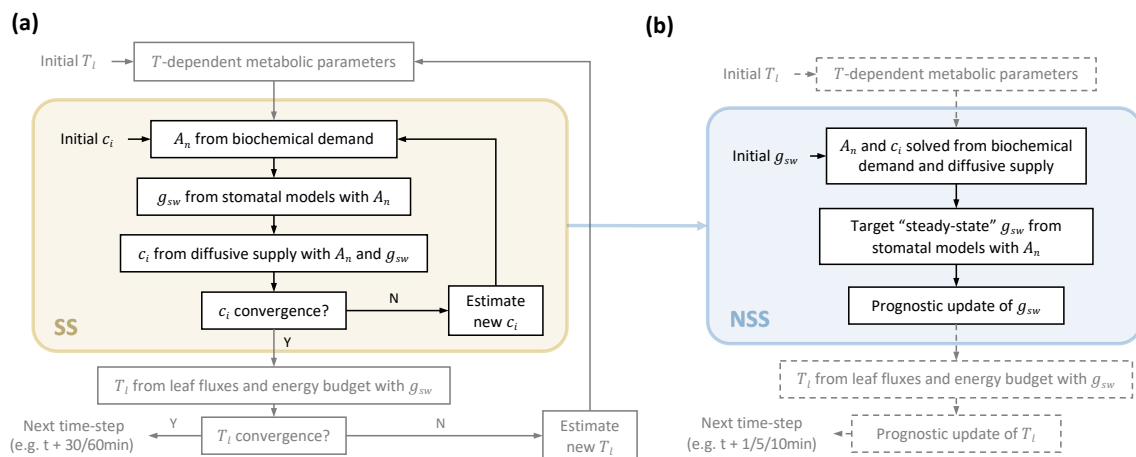 (a)
Initial T_l
T-dependent metabolic parameters
Initial c_i
A_n from biochemical demand
g_sw from stomatal models with A_n
c_i from diffusive supply with A_n and g_sw
c_i convergence?
N
Estimate
new c_i
SS
Y
T_l from leaf fluxes and energy budget with g_sw
Next time-step
(e.g. t + 30/60min)
Y
T_l convergence?
N
Estimate
new T_l
(b)
Initial T_l
T-dependent metabolic parameters
Initial g_sw
A_n and c_i solved from biochemical
demand and diffusive supply
Target “steady-state” g_sw from
stomatal models with A_n
Prognostic update of g_sw
NSS
T_l from leaf fluxes and energy budget with g_sw
Next time-step
(e.g. t + 1/5/10min)
Prognostic update of T_l